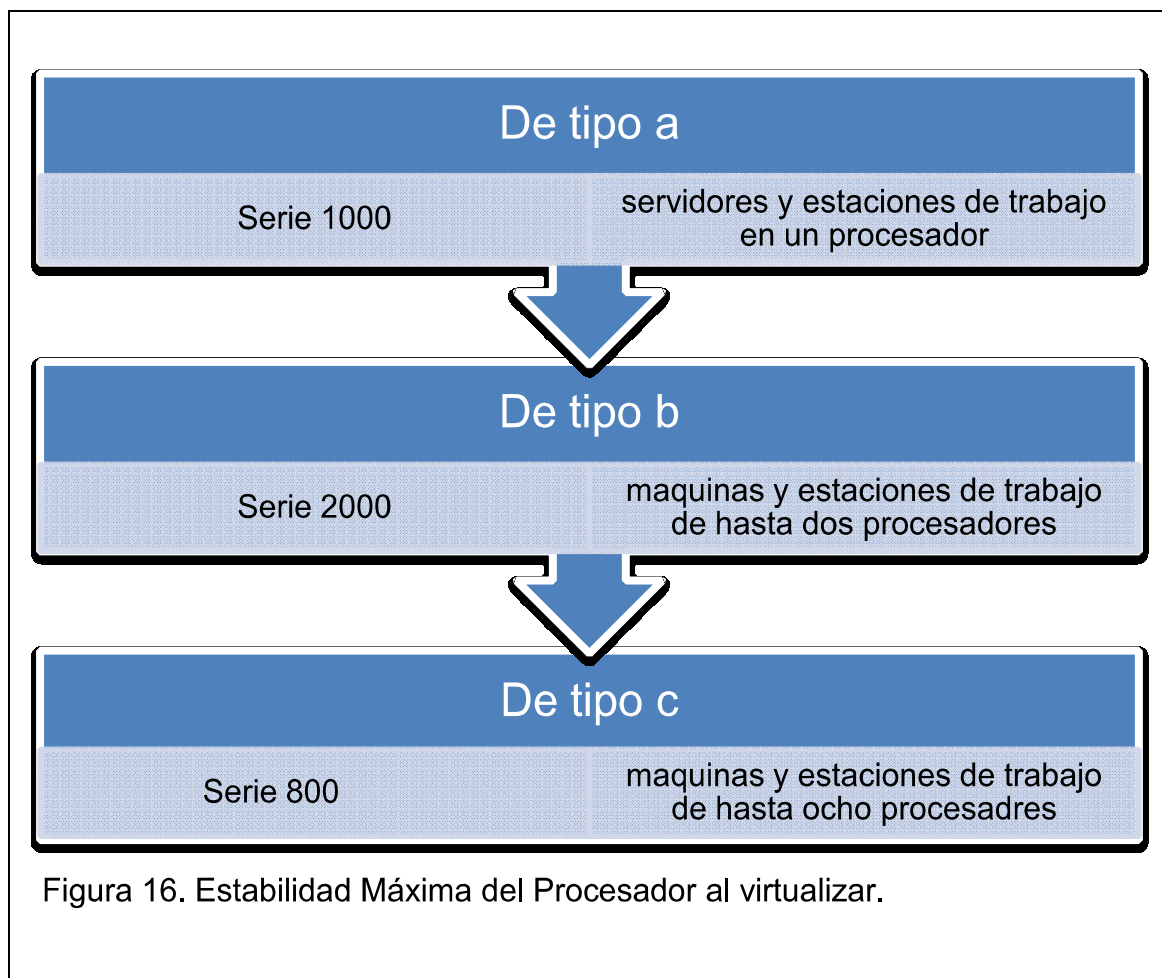 De tipo a
Serie 1000
servidores y estaciones de trabajo
en un procesador
De tipo b
Serie 2000
maquinas y estaciones de trabajo
de hasta dos procesadores
De tipo c
Serie 800
maquinas y estaciones de trabajo
de hasta ocho procesadres
Figura 16. Estabilidad Máxima del Procesador al virtualizar.